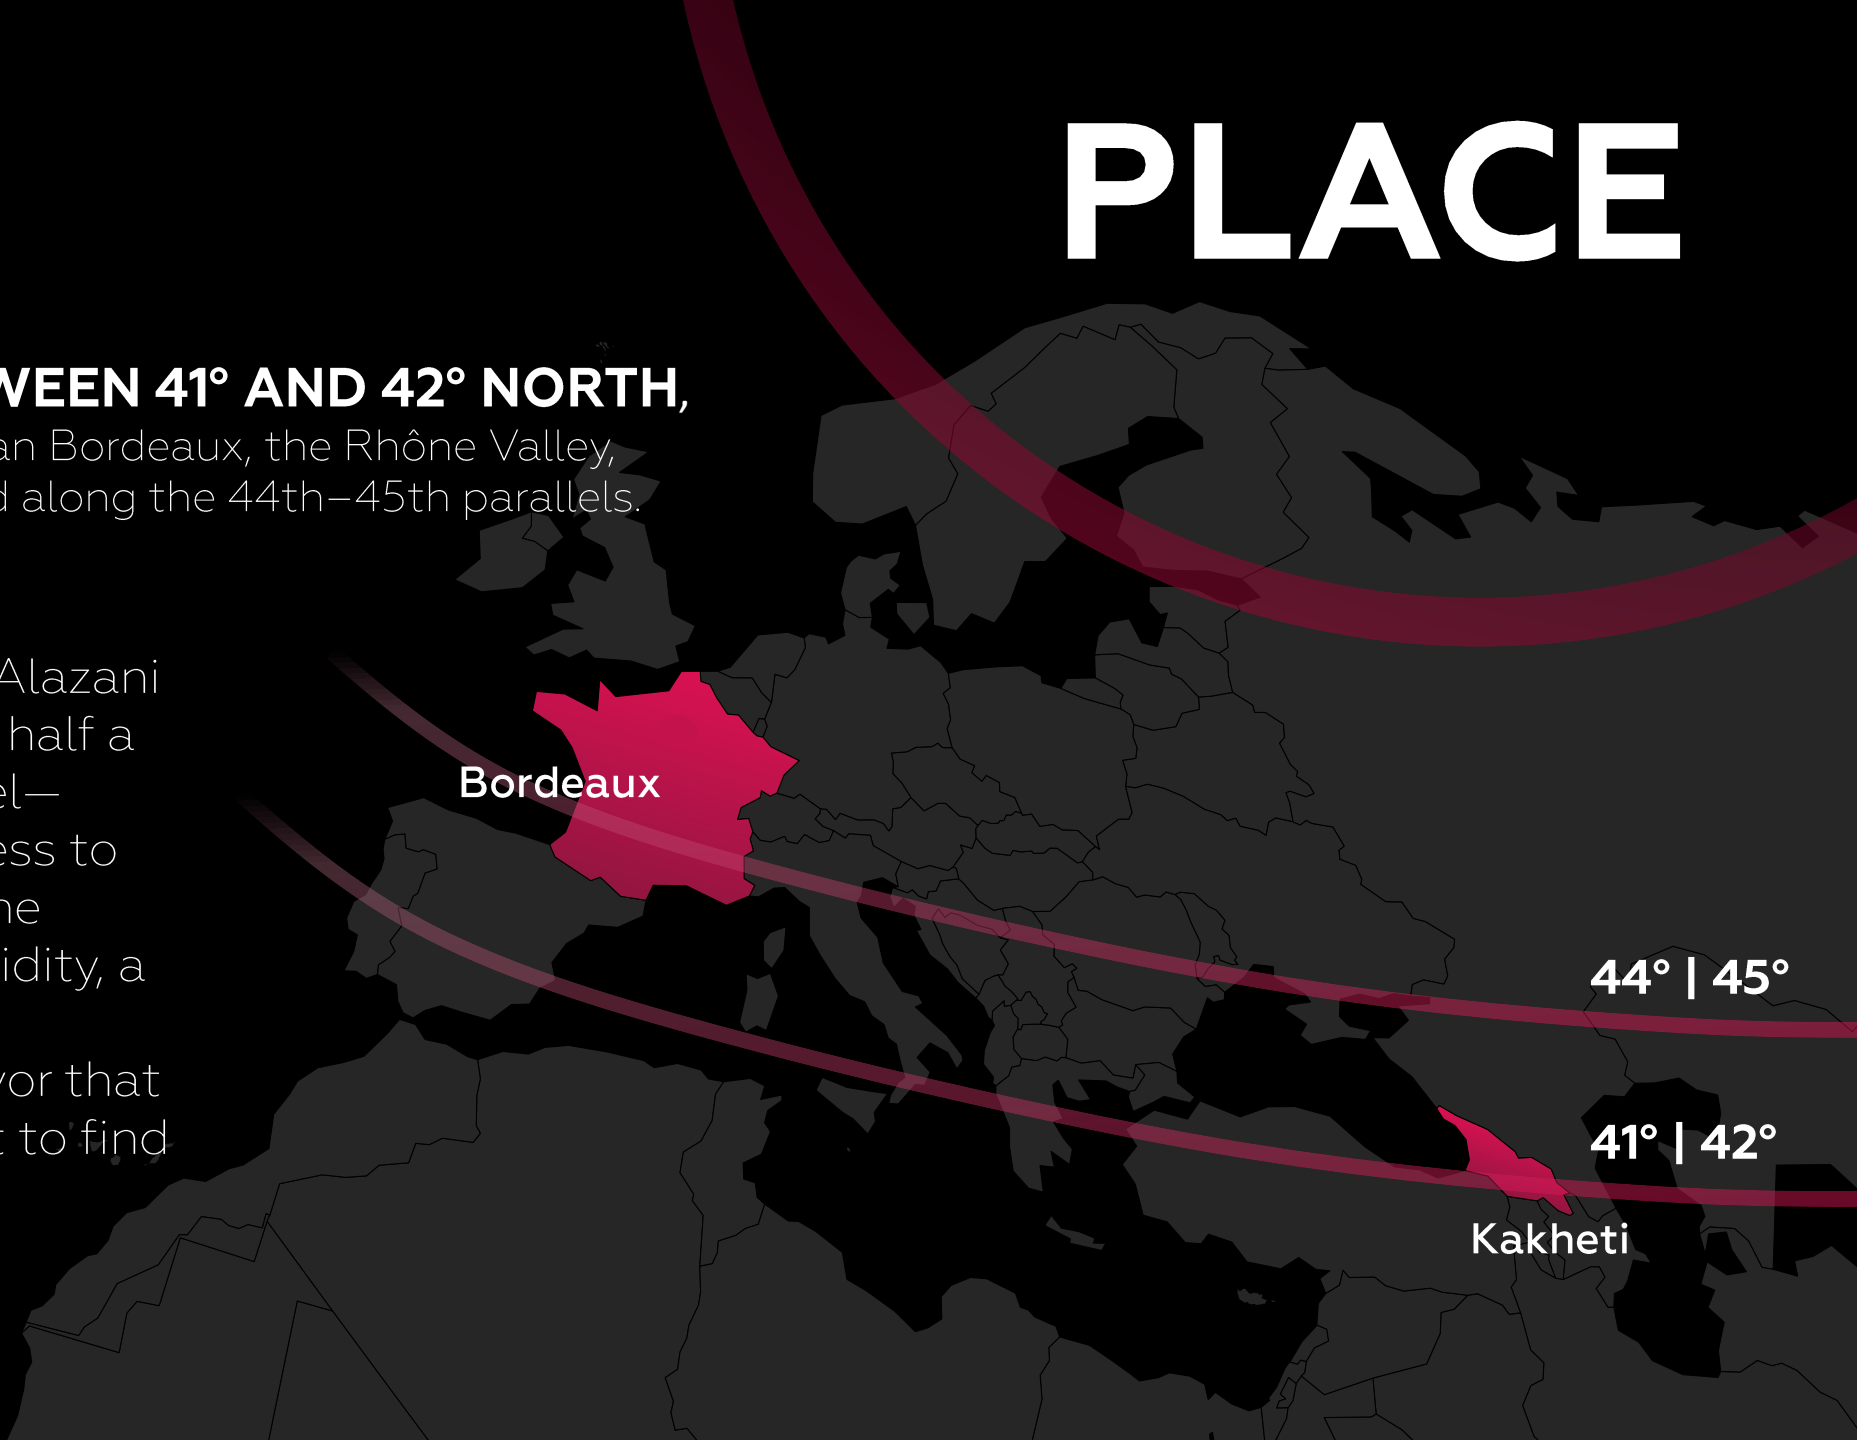 PLACE
WEEN 41° AND 42° NORTH,
an Bordeaux, the Rhône Valley,
d along the 44th–45th parallels.
Alazani
half a
el—
ess to
ne
idity, a
vor that
t to find
Bordeaux
44° | 45°
41° | 42°
Kakheti